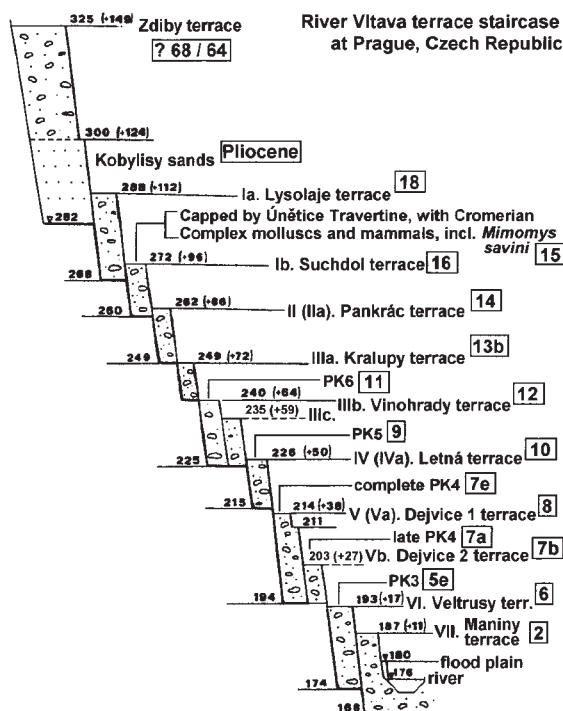 325 (+149)
Zdiby terrace
River Vltava terrace staircase
at Prague, Czech Republic
? 68 / 64
300 (+124)
Kobylisy sands Pliocene
288 (+112)
Ia. Lysolaje terrace 18
282
Capped by Únětice Travertine, with Cromerian
Complex molluscs and mammals, incl. Mimomys
savini 15
272 (+96)
Ib. Suchdol terrace 16
268
262 (+86)
II (IIa). Pankrác terrace 14
260
249
249 (+72)
IIIa. Kralupy terrace 13b
PK6 11
240 (+64)
IIIb. Vinohrady terrace 12
235 (+59) IIIc.
PK5 9
225
226 (+50)
IV (IVa). Letná terrace 10
complete PK4 7e
215
214 (+38)
V (Va). Dejvice 1 terrace 8
211
late PK4 7a
203 (+27) Vb. Dejvice 2 terrace 7b
PK3 5e
194
193 (+17)
VI. Veltrusy terr. 6
187 (+11)
VII. Maniny
terrace 2
180
flood plain
176
river
174
168